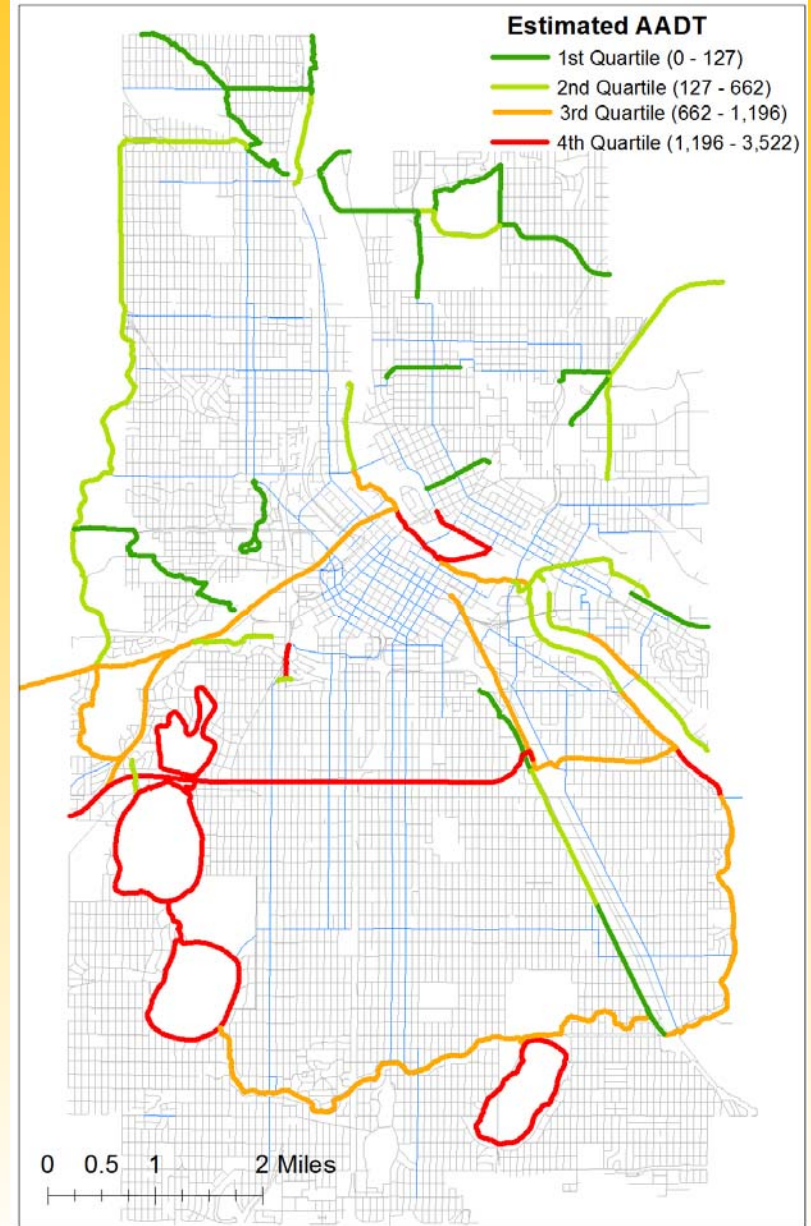 Estimated AADT
1st Quartile (0 - 127)
2nd Quartile (127 - 662)
3rd Quartile (662 - 1,196)
4th Quartile (1,196 - 3,522)
0 0.5 1 2 Miles